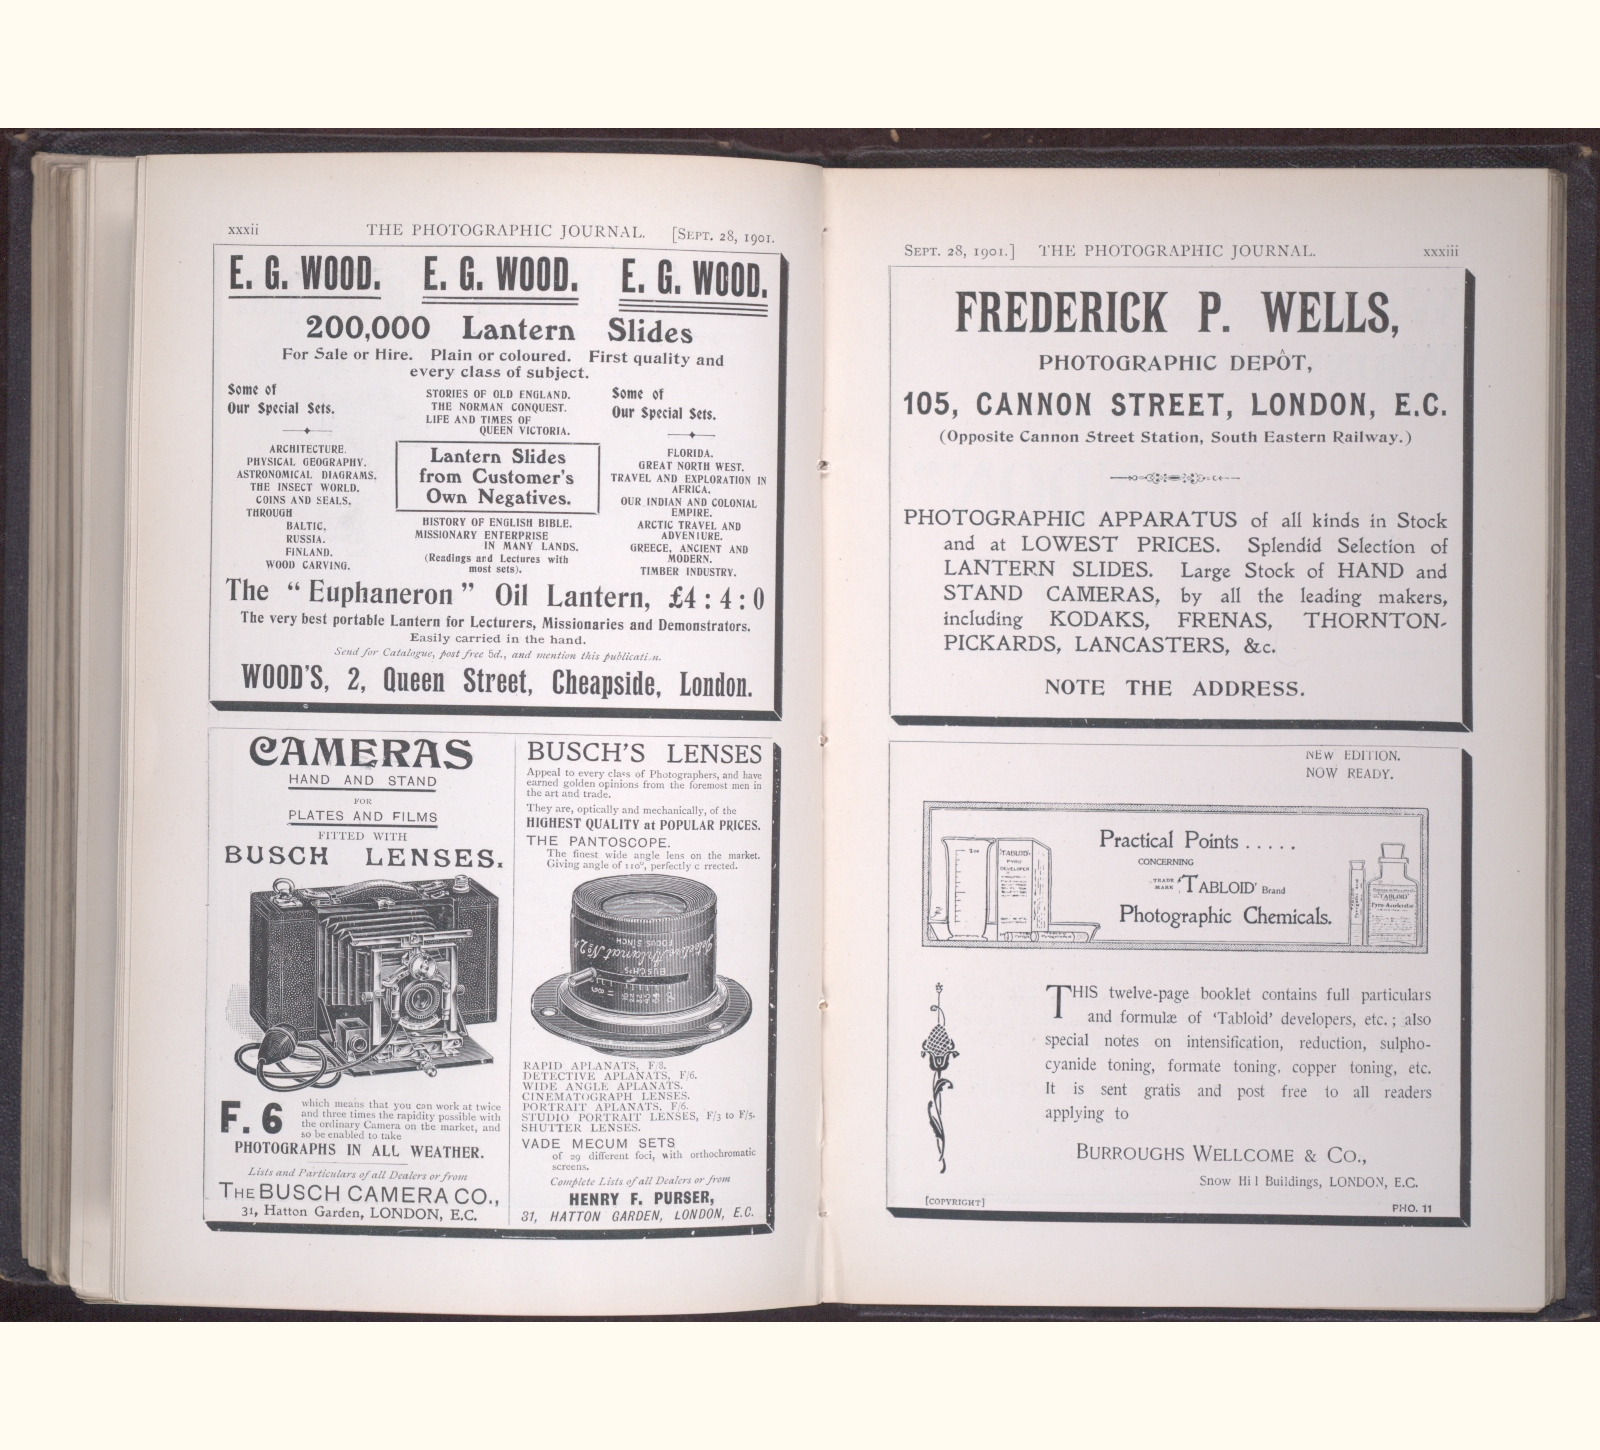 xxxii THE PHOTOGRAPHIC JOURNAL. [SEPT. 28, 1901.
E. G. WOOD. E. G. WOOD. E. G. WOOD.
200,000 Lantern Slides
For Sale or Hire. Plain or coloured. First quality and
every class of subject.
Some of
Our Special Sets.
ARCHITECTURE.
PHYSICAL GEOGRAPHY.
ASTRONOMICAL DIAGRAMS.
THE INSECT WORLD.
COINS AND SEALS.
THROUGH
BALTIC,
RUSSIA.
FINLAND.
WOOD CARVING.
STORIES OF OLD ENGLAND.
THE NORMAN CONQUEST.
LIFE AND TIMES OF
QUEEN VICTORIA.
Lantern Slides
from Customer's
Own Negatives.
HISTORY OF ENGLISH BIBLE.
MISSIONARY ENTERPRISE
IN MANY LANDS.
(Readings and Lectures with
most sets).
Some of
Our Special Sets.
FLORIDA.
GREAT NORTH WEST.
TRAVEL AND EXPLORATION IN
AFRICA.
OUR INDIAN AND COLONIAL
EMPIRE.
ARCTIC TRAVEL AND
ADVENTURE.
GREECE, ANCIENT AND
MODERN.
TIMBER INDUSTRY.
The "Euphaneron" Oil Lantern, £4 : 4 : 0
The very best portable Lantern for Lecturers, Missionaries and Demonstrators.
Easily carried in the hand.
Send for Catalogue, post free 5d., and mention this publication.
WOOD'S, 2, Queen Street, Cheapside, London.
CAMERAS
HAND AND STAND
FOR
PLATES AND FILMS
FITTED WITH
BUSCH LENSES.
F. 6
which means that you can work at twice
and three times the rapidity possible with
the ordinary Camera on the market, and
so be enabled to take
PHOTOGRAPHS IN ALL WEATHER.
Lists and Particulars of all Dealers or from
THE BUSCH CAMERA CO.,
31, Hatton Garden, LONDON, E.C.
BUSCH'S LENSES
Appeal to every class of Photographers, and have
earned golden opinions from the foremost men in
the art and trade.
They are, optically and mechanically, of the
HIGHEST QUALITY at POPULAR PRICES.
THE PANTOSCOPE.
The finest wide angle lens on the market.
Giving angle of 110°, perfectly c rrected.
BUSCH'S
Detective Aplanat No 2
FOCUS 5 INCH
RAPID APLANATS, F/8.
DETECTIVE APLANATS, F/6.
WIDE ANGLE APLANATS.
CINEMATOGRAPH LENSES.
PORTRAIT APLANATS, F/6.
STUDIO PORTRAIT LENSES, F/3 to F/5.
SHUTTER LENSES.
VADE MECUM SETS
of 29 different foci, with orthochromatic
screens.
Complete Lists of all Dealers or from
HENRY F. PURSER,
31, HATTON GARDEN, LONDON, E.C.
SEPT. 28, 1901.] THE PHOTOGRAPHIC JOURNAL. xxxiii
FREDERICK P. WELLS,
PHOTOGRAPHIC DEPÔT,
105, CANNON STREET, LONDON, E.C.
(Opposite Cannon Street Station, South Eastern Railway.)
PHOTOGRAPHIC APPARATUS of all kinds in Stock
and at LOWEST PRICES. Splendid Selection of
LANTERN SLIDES. Large Stock of HAND and
STAND CAMERAS, by all the leading makers,
including KODAKS, FRENAS, THORNTON-
PICKARDS, LANCASTERS, &c.
NOTE THE ADDRESS.
NEW EDITION.
NOW READY.
'TABLOID'
PYRO
DEVELOPER
Practical Points . . . . .
CONCERNING
TRADE MARK 'TABLOID' Brand
Photographic Chemicals.
'TABLOID'
Pyro Accelerator
THIS twelve-page booklet contains full particulars
and formulæ of 'Tabloid' developers, etc.; also
special notes on intensification, reduction, sulpho-
cyanide toning, formate toning, copper toning, etc.
It is sent gratis and post free to all readers
applying to
BURROUGHS WELLCOME & CO.,
Snow Hi l Buildings, LONDON, E.C.
[COPYRIGHT]
PHO. 11